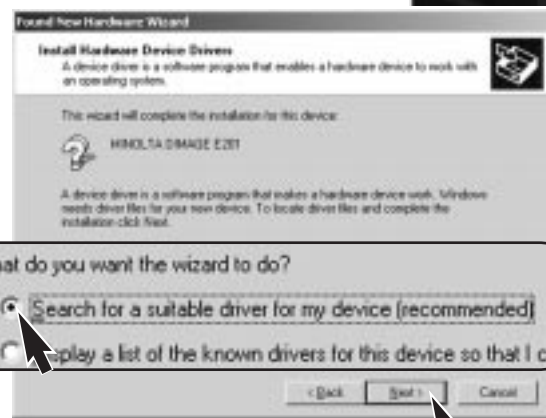 Found New Hardware Wizard
Install Hardware Device Drivers
A device driver is a software program that enables a hardware device to work with
an operating system.
This wizard will complete the installation for this device:
MINOLTA DIMAGE E201
A device driver is a software program that makes a hardware device work. Windows
needs driver files for your new device. To locate driver files and complete the
installation click Next.
at do you want the wizard to do?
Search for a suitable driver for my device (recommended)
splay a list of the known drivers for this device so that I c
< Back Next > Cancel